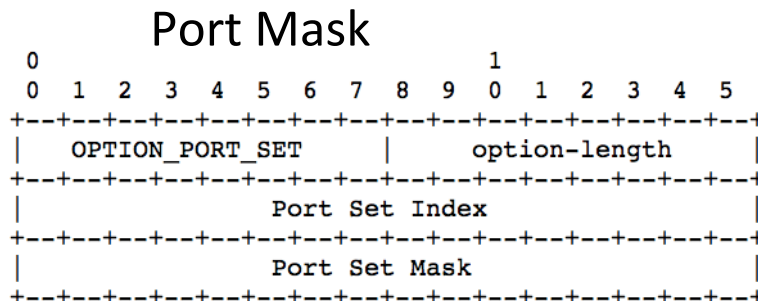 Port Mask
0                             1
0  1  2  3  4  5  6  7  8  9  0  1  2  3  4  5
+--+--+--+--+--+--+--+--+--+--+--+--+--+--+--+--+
|   OPTION_PORT_SET     |     option-length     |
+--+--+--+--+--+--+--+--+--+--+--+--+--+--+--+--+
|                Port Set Index                 |
+--+--+--+--+--+--+--+--+--+--+--+--+--+--+--+--+
|                Port Set Mask                  |
+--+--+--+--+--+--+--+--+--+--+--+--+--+--+--+--+